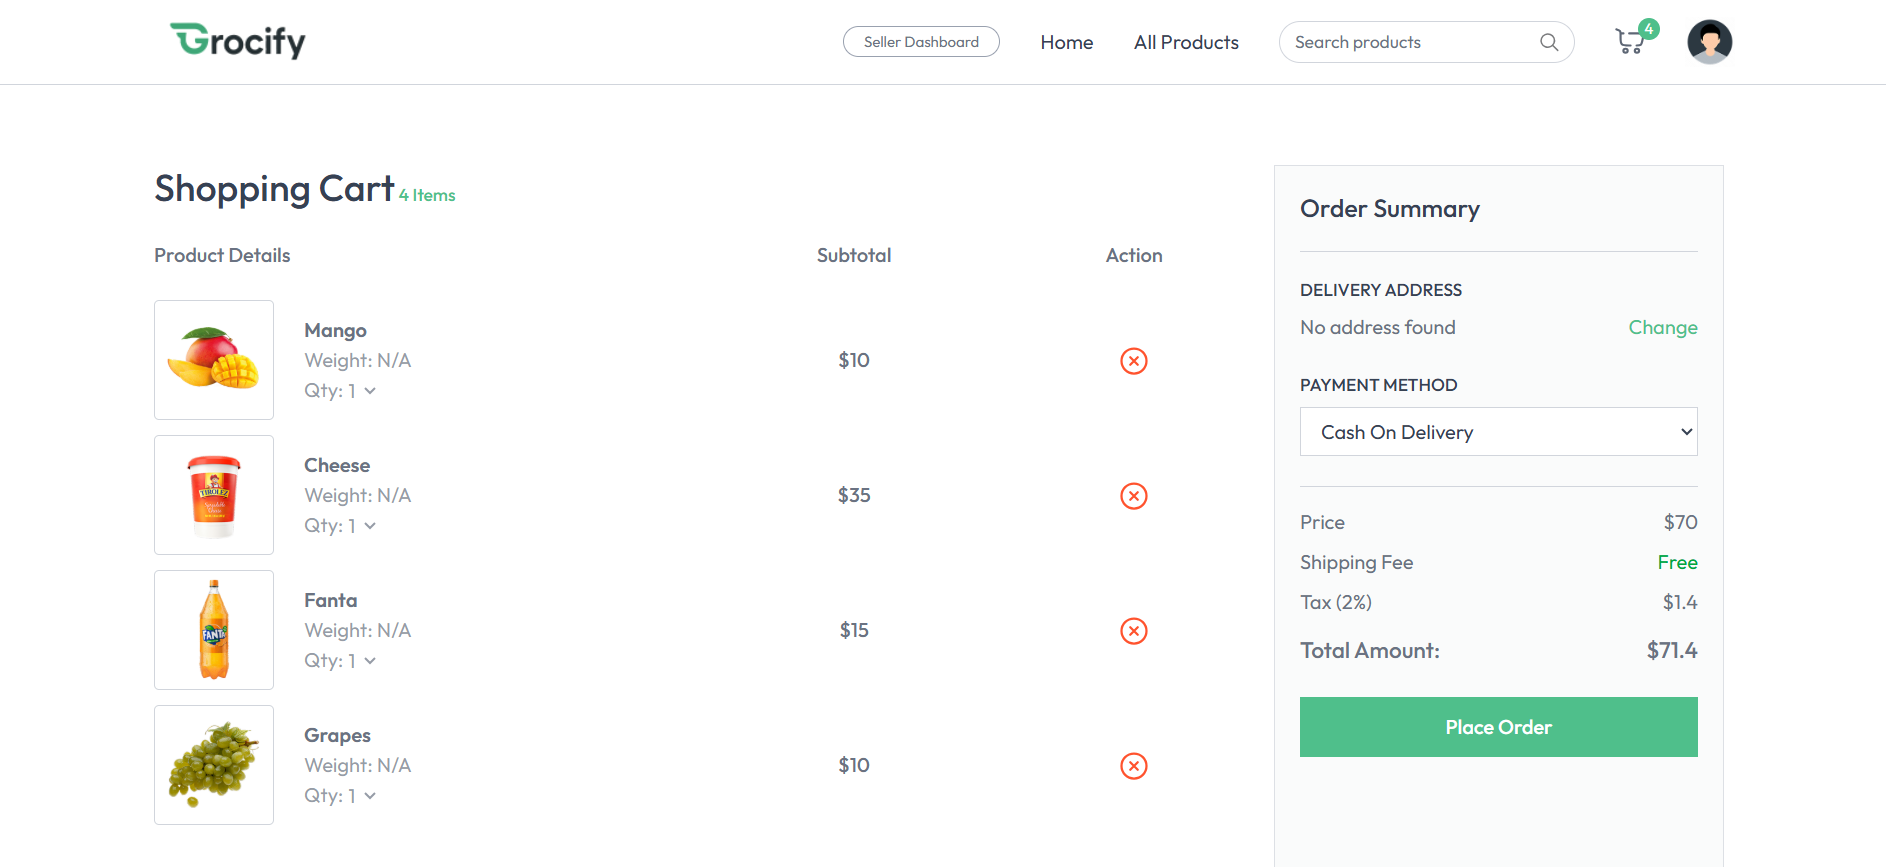 Grocify
Seller Dashboard
Home
All Products
Search products
4
Shopping Cart 4 Items
Product Details Subtotal Action
Mango
Weight: N/A
Qty: 1
$10
TIROLEZ
Cheese
Weight: N/A
Qty: 1
$35
FANTA
Fanta
Weight: N/A
Qty: 1
$15
Grapes
Weight: N/A
Qty: 1
$10
Order Summary
DELIVERY ADDRESS
No address found Change
PAYMENT METHOD
Cash On Delivery
Price $70
Shipping Fee Free
Tax (2%) $1.4
Total Amount: $71.4
Place Order